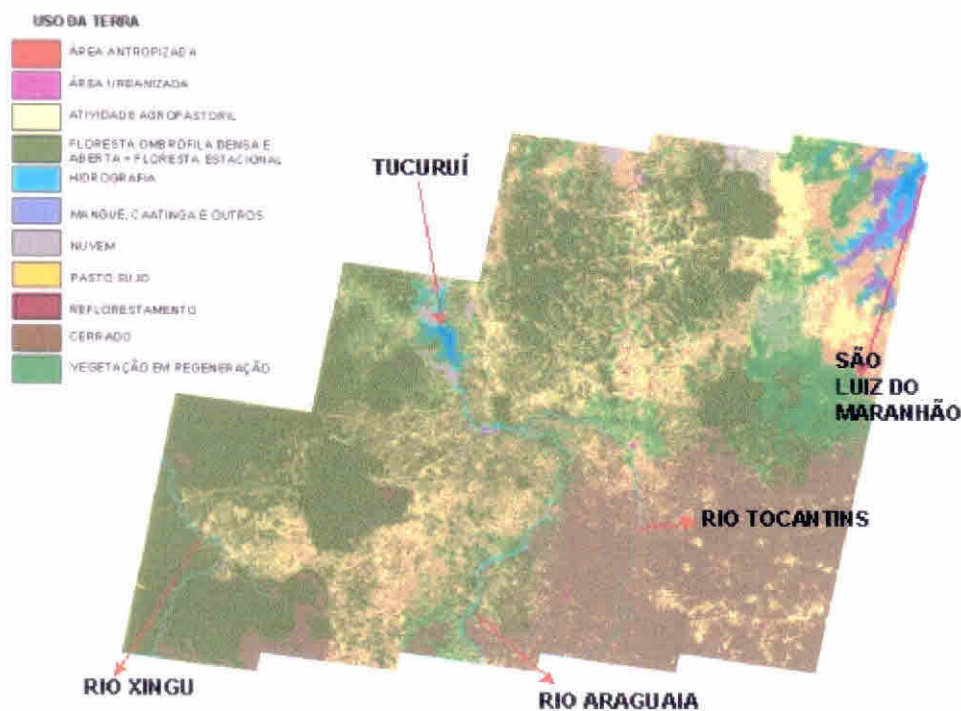 USO DA TERRA
ÁREA ANTROPIZADA
ÁREA URBANIZADA
ATIVIDADE AGROPASTORIL
FLORESTA OMBRÓFILA DENSA E
ABERTA + FLORESTA ESTACIONAL
HIDROGRAFIA
MANGUE, CAATINGA E OUTROS
NUVEM
PASTO SUJO
REFLORESTAMENTO
CERRADO
VEGETAÇÃO EM REGENERAÇÃO
TUCURUÍ
SÃO
LUIZ DO
MARANHÃO
RIO TOCANTINS
RIO XINGU
RIO ARAGUAIA